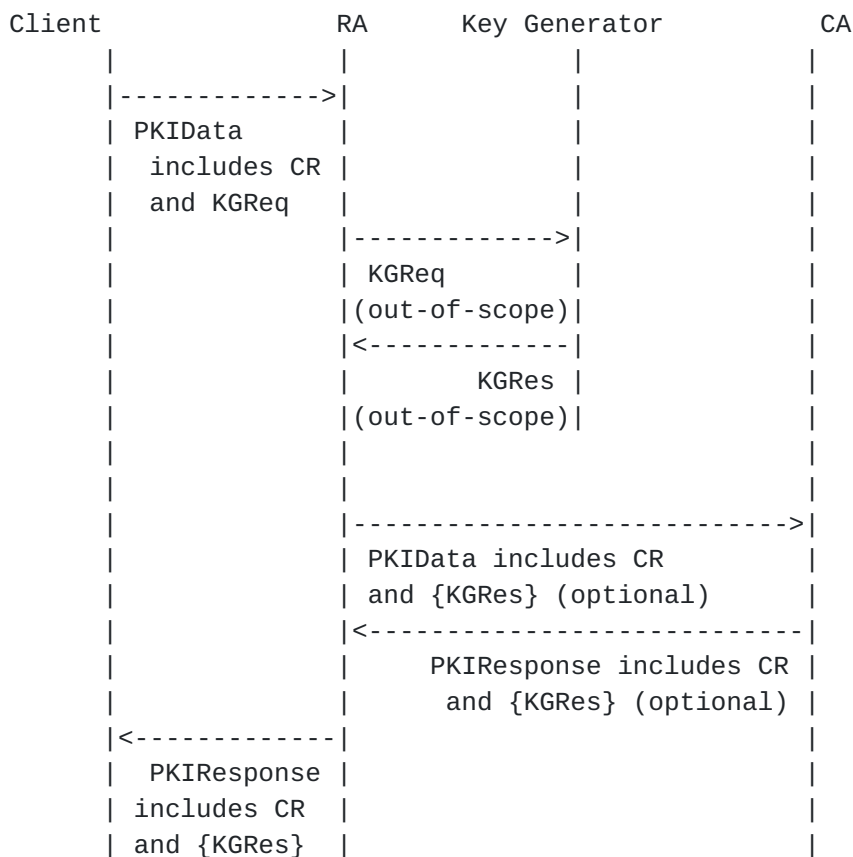 Client RA Key Generator CA
| | | |
|------------->| | |
| PKIData | | |
| includes CR | | |
| and KGReq | | |
| |------------->| |
| | KGReq | |
| |(out-of-scope)| |
| |<-------------| |
| | KGRes | |
| |(out-of-scope)| |
| | |
| | |
| |---------------------------->|
| | PKIData includes CR |
| | and {KGRes} (optional) |
| |<----------------------------|
| | PKIResponse includes CR |
| | and {KGRes} (optional) |
|<-------------| |
| PKIResponse | |
| includes CR | |
| and {KGRes} | |